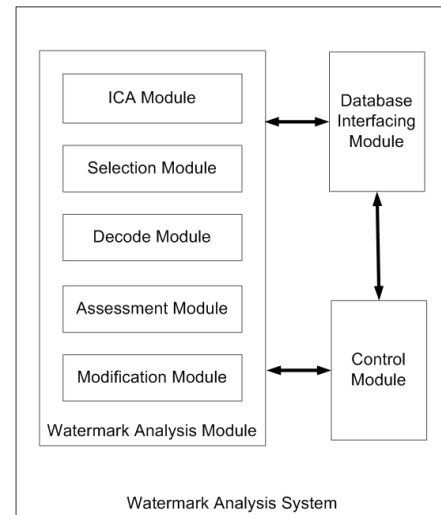 ICA Module
Selection Module
Decode Module
Assessment Module
Modification Module
Watermark Analysis Module
Database
Interfacing
Module
Control
Module
Watermark Analysis System